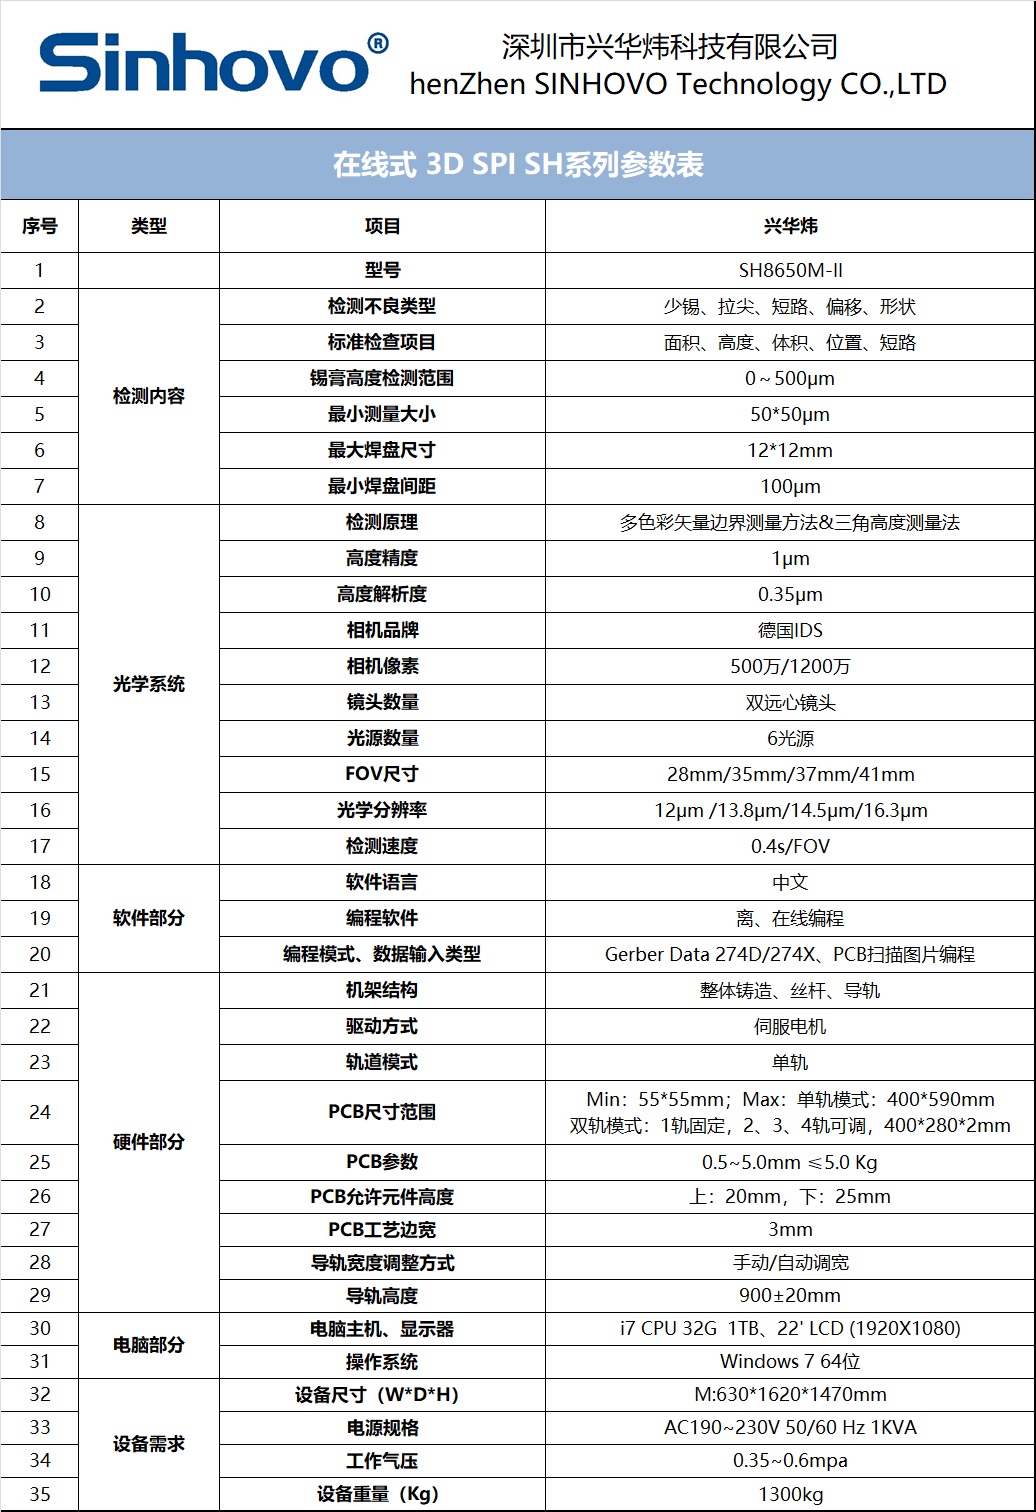 Sinhovo®
深圳市兴华炜科技有限公司
henZhen SINHOVO Technology CO.,LTD
在线式 3D SPI SH系列参数表
序号 类型 项目 兴华炜
1 型号 SH8650M-II
检测内容
2 检测不良类型 少锡、拉尖、短路、偏移、形状
3 标准检查项目 面积、高度、体积、位置、短路
4 锡膏高度检测范围 0～500μm
5 最小测量大小 50*50μm
6 最大焊盘尺寸 12*12mm
7 最小焊盘间距 100μm
光学系统
8 检测原理 多色彩矢量边界测量方法&三角高度测量法
9 高度精度 1μm
10 高度解析度 0.35μm
11 相机品牌 德国IDS
12 相机像素 500万/1200万
13 镜头数量 双远心镜头
14 光源数量 6光源
15 FOV尺寸 28mm/35mm/37mm/41mm
16 光学分辨率 12μm /13.8μm/14.5μm/16.3μm
17 检测速度 0.4s/FOV
软件部分
18 软件语言 中文
19 编程软件 离、在线编程
20 编程模式、数据输入类型 Gerber Data 274D/274X、PCB扫描图片编程
硬件部分
21 机架结构 整体铸造、丝杆、导轨
22 驱动方式 伺服电机
23 轨道模式 单轨
24 PCB尺寸范围 Min：55*55mm；Max：单轨模式：400*590mm
双轨模式：1轨固定，2、3、4轨可调，400*280*2mm
25 PCB参数 0.5~5.0mm ≤5.0 Kg
26 PCB允许元件高度 上：20mm，下：25mm
27 PCB工艺边宽 3mm
28 导轨宽度调整方式 手动/自动调宽
29 导轨高度 900±20mm
电脑部分
30 电脑主机、显示器 i7 CPU 32G 1TB、22' LCD (1920X1080)
31 操作系统 Windows 7 64位
设备需求
32 设备尺寸（W*D*H） M:630*1620*1470mm
33 电源规格 AC190~230V 50/60 Hz 1KVA
34 工作气压 0.35~0.6mpa
35 设备重量（Kg） 1300kg